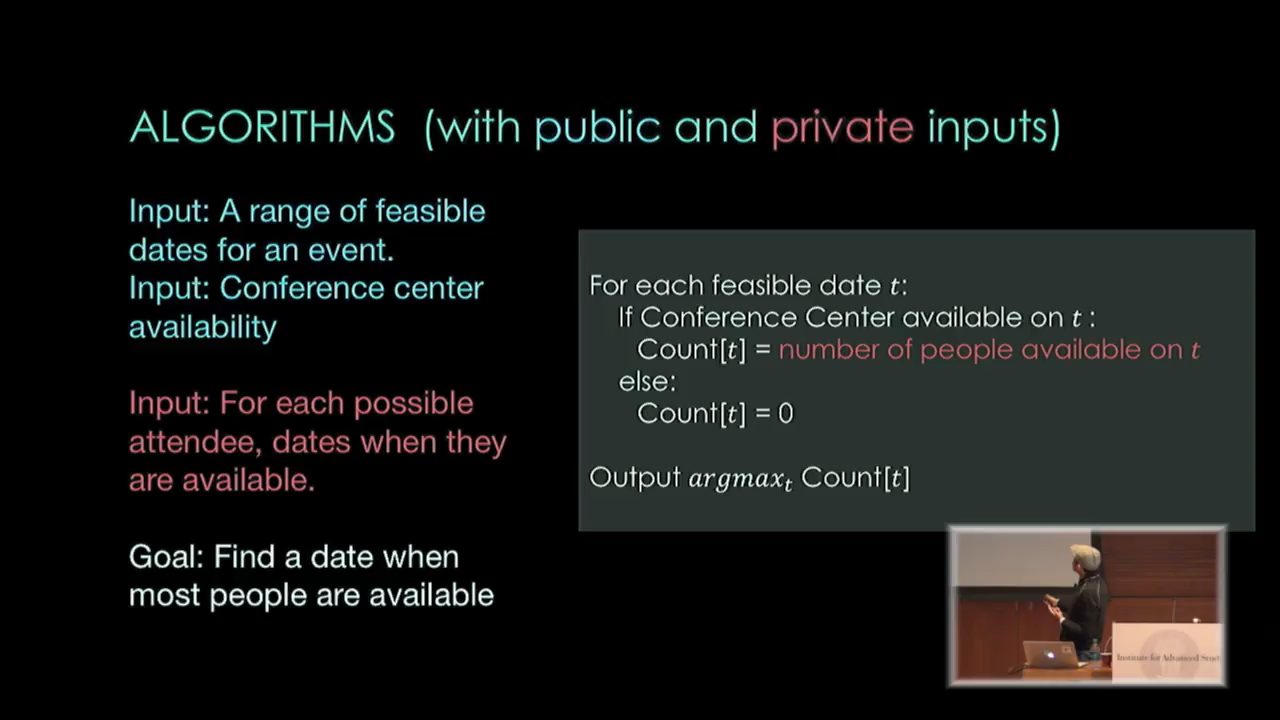 ALGORITHMS (with public and private inputs)
Input: A range of feasible
dates for an event.
Input: Conference center
availability
Input: For each possible
attendee, dates when they
are available.
Goal: Find a date when
most people are available
For each feasible date t:
If Conference Center available on t :
Count[t] = number of people available on t
else:
Count[t] = 0
Output argmaxₜ Count[t]
Institute for Advanced